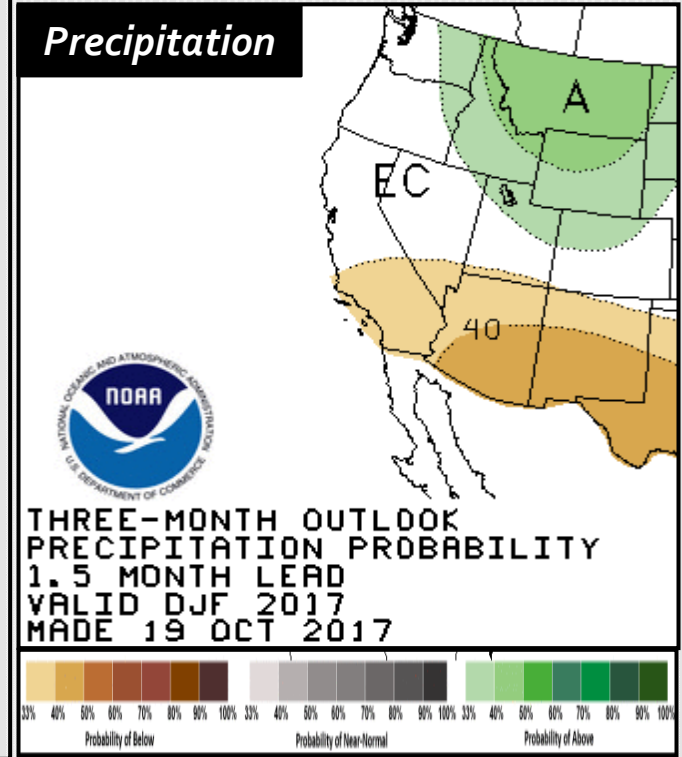 Precipitation
A
EC
40
NATIONAL OCEANIC AND ATMOSPHERIC ADMINISTRATION
NOAA
U.S. DEPARTMENT OF COMMERCE
THREE-MONTH OUTLOOK
PRECIPITATION PROBABILITY
1.5 MONTH LEAD
VALID DJF 2017
MADE 19 OCT 2017
33% 40% 50% 60% 70% 80% 90% 100% 33% 40% 50% 60% 70% 80% 90% 100% 33% 40% 50% 60% 70% 80% 90% 100%
Probability of Below Probability of Near-Normal Probability of Above